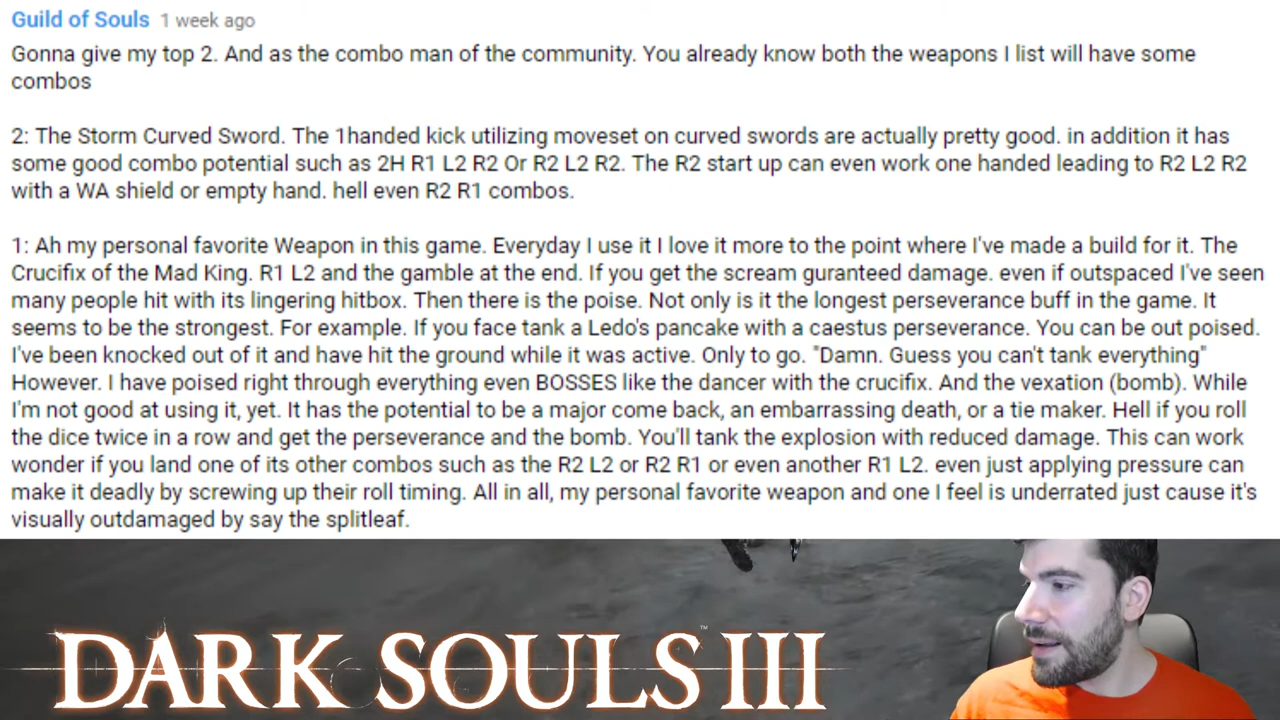 Guild of Souls 1 week ago
Gonna give my top 2. And as the combo man of the community. You already know both the weapons I list will have some
combos
2: The Storm Curved Sword. The 1handed kick utilizing moveset on curved swords are actually pretty good. in addition it has
some good combo potential such as 2H R1 L2 R2 Or R2 L2 R2. The R2 start up can even work one handed leading to R2 L2 R2
with a WA shield or empty hand. hell even R2 R1 combos.
1: Ah my personal favorite Weapon in this game. Everyday I use it I love it more to the point where I've made a build for it. The
Crucifix of the Mad King. R1 L2 and the gamble at the end. If you get the scream guranteed damage. even if outspaced I've seen
many people hit with its lingering hitbox. Then there is the poise. Not only is it the longest perseverance buff in the game. It
seems to be the strongest. For example. If you face tank a Ledo's pancake with a caestus perseverance. You can be out poised.
I've been knocked out of it and have hit the ground while it was active. Only to go. "Damn. Guess you can't tank everything"
However. I have poised right through everything even BOSSES like the dancer with the crucifix. And the vexation (bomb). While
I'm not good at using it, yet. It has the potential to be a major come back, an embarrassing death, or a tie maker. Hell if you roll
the dice twice in a row and get the perseverance and the bomb. You'll tank the explosion with reduced damage. This can work
wonder if you land one of its other combos such as the R2 L2 or R2 R1 or even another R1 L2. even just applying pressure can
make it deadly by screwing up their roll timing. All in all, my personal favorite weapon and one I feel is underrated just cause it's
visually outdamaged by say the splitleaf.
DARK SOULS III™